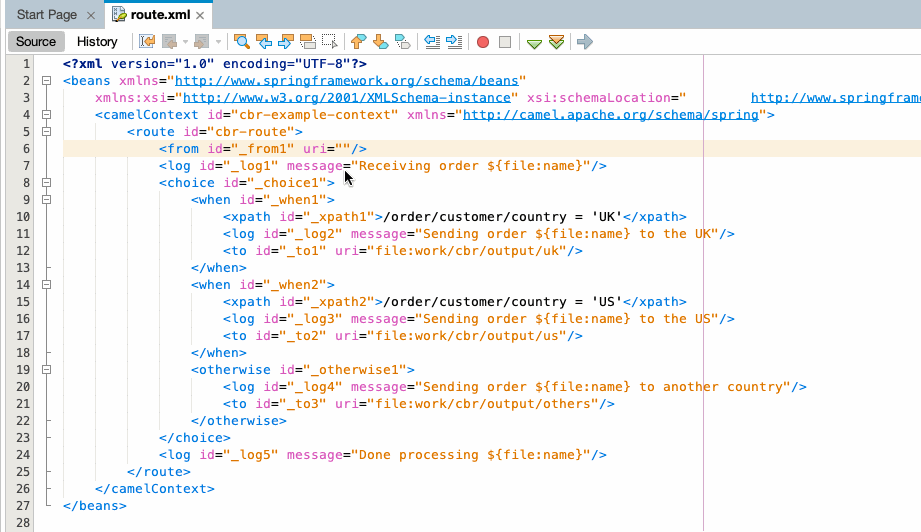 Start Page
route.xml
Source History
1 <?xml version="1.0" encoding="UTF-8"?>
2 <beans xmlns="http://www.springframework.org/schema/beans"
3     xmlns:xsi="http://www.w3.org/2001/XMLSchema-instance" xsi:schemaLocation="        http://www.springframe
4     <camelContext id="cbr-example-context" xmlns="http://camel.apache.org/schema/spring">
5         <route id="cbr-route">
6             <from id="_from1" uri=""/>
7             <log id="_log1" message="Receiving order ${file:name}"/>
8             <choice id="_choice1">
9                 <when id="_when1">
10                     <xpath id="_xpath1">/order/customer/country = 'UK'</xpath>
11                     <log id="_log2" message="Sending order ${file:name} to the UK"/>
12                     <to id="_to1" uri="file:work/cbr/output/uk"/>
13                 </when>
14                 <when id="_when2">
15                     <xpath id="_xpath2">/order/customer/country = 'US'</xpath>
16                     <log id="_log3" message="Sending order ${file:name} to the US"/>
17                     <to id="_to2" uri="file:work/cbr/output/us"/>
18                 </when>
19                 <otherwise id="_otherwise1">
20                     <log id="_log4" message="Sending order ${file:name} to another country"/>
21                     <to id="_to3" uri="file:work/cbr/output/others"/>
22                 </otherwise>
23             </choice>
24             <log id="_log5" message="Done processing ${file:name}"/>
25         </route>
26     </camelContext>
27 </beans>
28